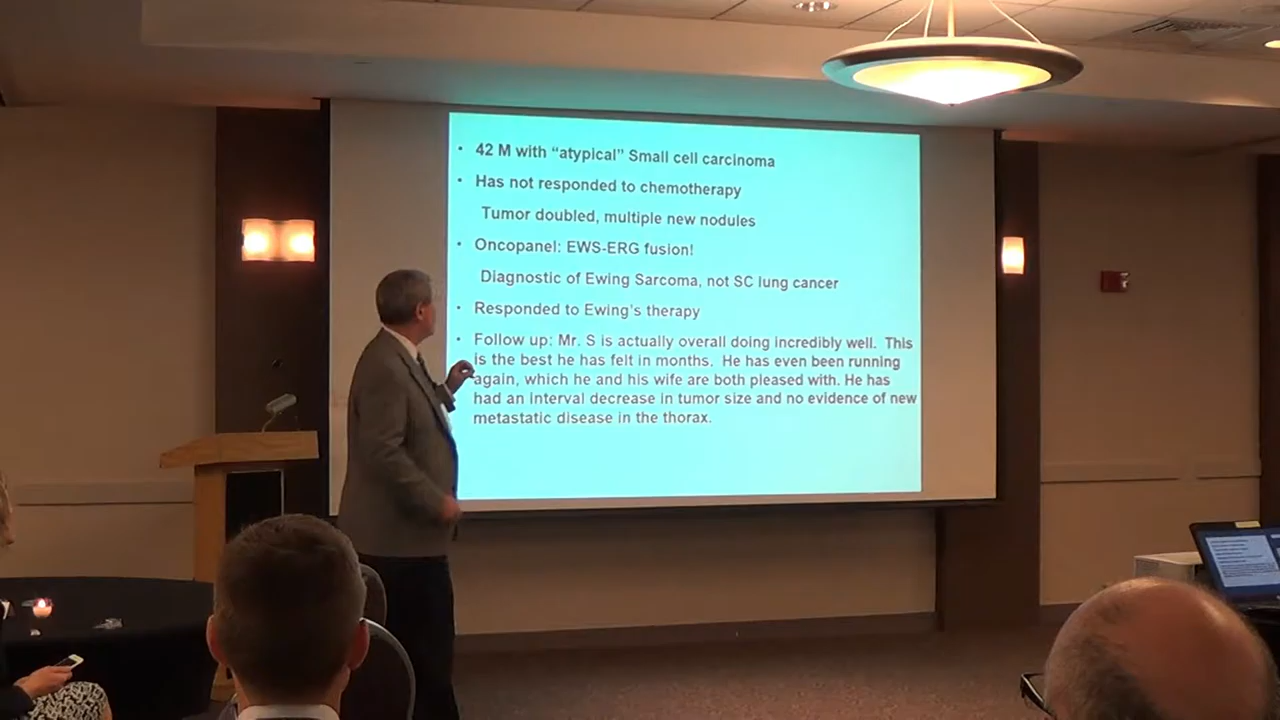 • 42 M with “atypical” Small cell carcinoma
• Has not responded to chemotherapy
Tumor doubled, multiple new nodules
• Oncopanel: EWS-ERG fusion!
Diagnostic of Ewing Sarcoma, not SC lung cancer
• Responded to Ewing's therapy
• Follow up: Mr. S is actually overall doing incredibly well. This
is the best he has felt in months. He has even been running
again, which he and his wife are both pleased with. He has
had an interval decrease in tumor size and no evidence of new
metastatic disease in the thorax.